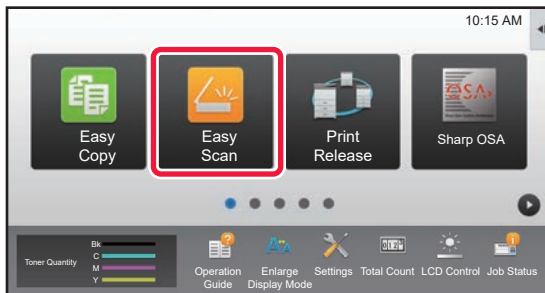 10:15 AM
Easy
Copy
Easy
Scan
Print
Release
OSA
Sharp OSA
Toner Quantity
Bk
C
M
Y
Operation
Guide
Enlarge
Display Mode
Settings
Total Count
LCD Control
Job Status